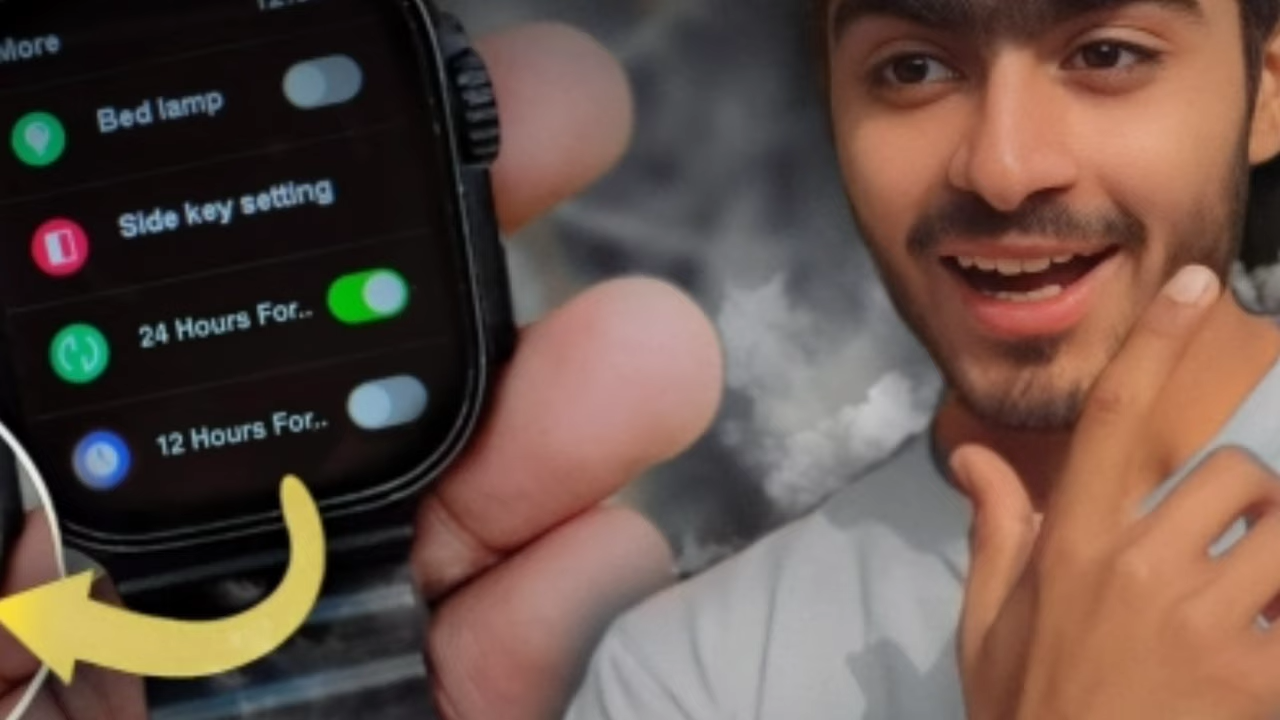 More
Bed lamp
Side key setting
24 Hours For..
12 Hours For..